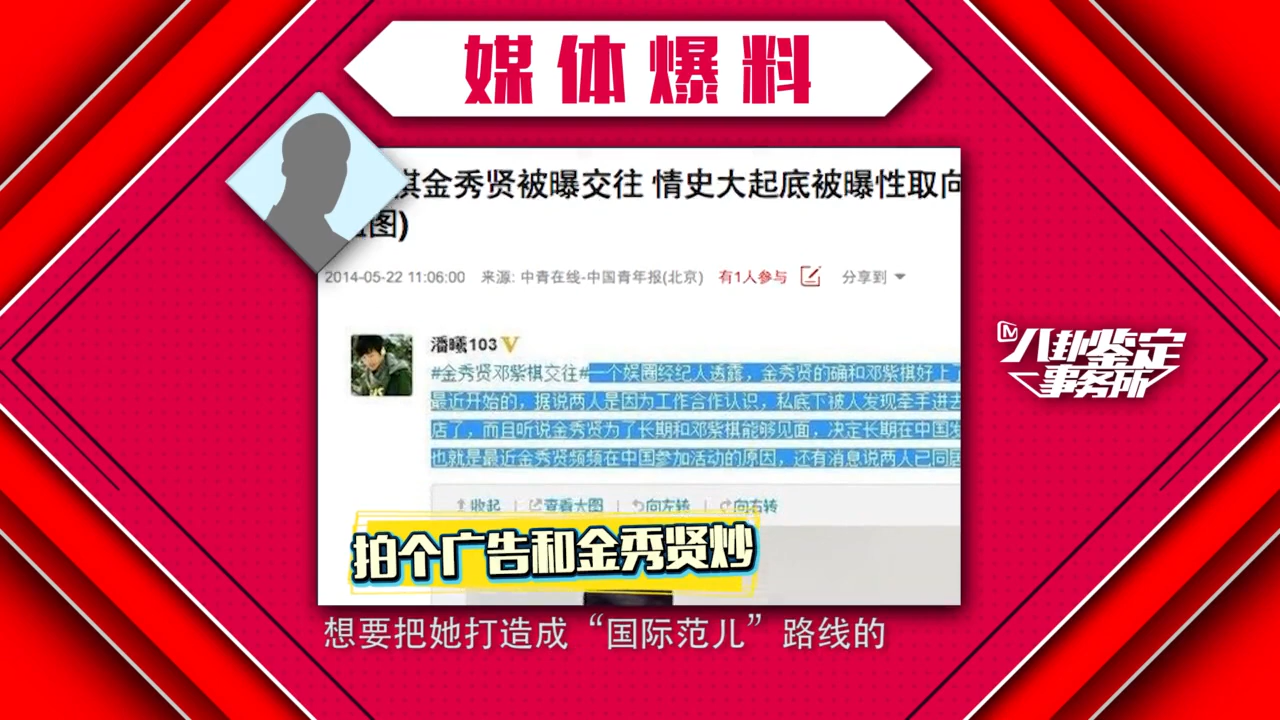 媒体爆料
棋金秀贤被曝交往 情史大起底被曝性取向
图)
2014-05-22 11:06:00 来源: 中青在线-中国青年报(北京) 有1人参与 分享到
潘曦103
#金秀贤邓紫棋交往#一个娱圈经纪人透露，金秀贤的确和邓紫棋好上了
最近开始的，据说两人是因为工作合作认识，私底下被人发现牵手进去
店了，而且听说金秀贤为了长期和邓紫棋能够见面，决定长期在中国发
也就是最近金秀贤频频在中国参加活动的原因，还有消息说两人已同居
收起 | 查看大图 | 向左转 | 向右转
拍个广告和金秀贤炒
想要把她打造成“国际范儿”路线的
八卦鉴定
事务所